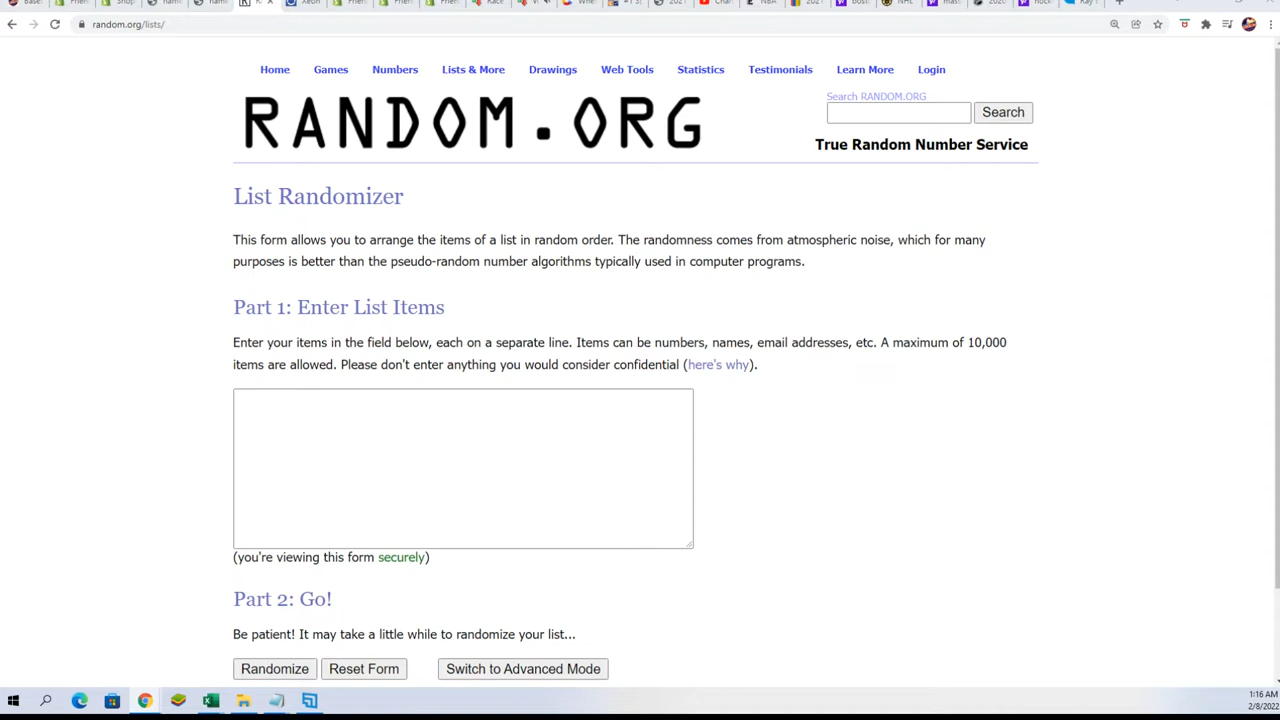 random.org/lists/
Home Games Numbers Lists & More Drawings Web Tools Statistics Testimonials Learn More Login
RANDOM.ORG
Search RANDOM.ORG
Search
True Random Number Service
List Randomizer
This form allows you to arrange the items of a list in random order. The randomness comes from atmospheric noise, which for many
purposes is better than the pseudo-random number algorithms typically used in computer programs.
Part 1: Enter List Items
Enter your items in the field below, each on a separate line. Items can be numbers, names, email addresses, etc. A maximum of 10,000
items are allowed. Please don't enter anything you would consider confidential (here's why).
(you're viewing this form securely)
Part 2: Go!
Be patient! It may take a little while to randomize your list...
Randomize Reset Form Switch to Advanced Mode
1:16 AM
2/8/2022